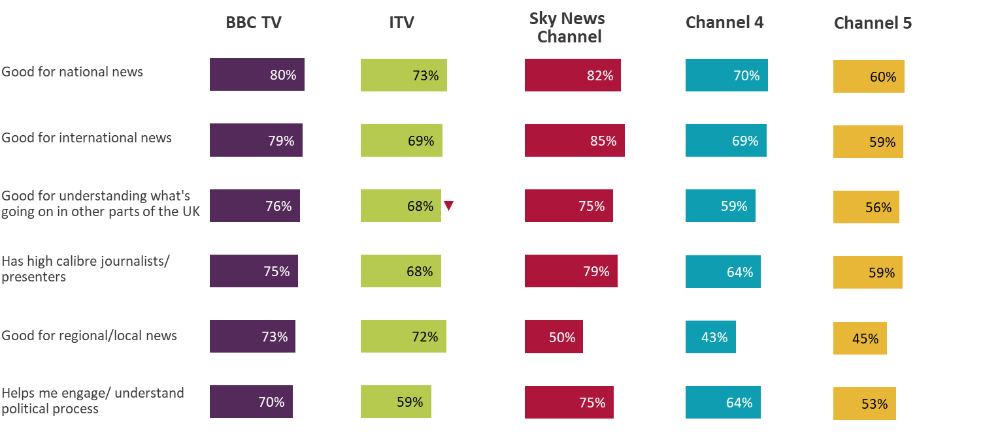 BBC TV
ITV
Sky News
Channel
Channel 4
Channel 5
Good for national news
80%
73%
82%
70%
60%
Good for international news
79%
69%
85%
69%
59%
Good for understanding what's
going on in other parts of the UK
76%
68%
75%
59%
56%
Has high calibre journalists/
presenters
75%
68%
79%
64%
59%
Good for regional/local news
73%
72%
50%
43%
45%
Helps me engage/ understand
political process
70%
59%
75%
64%
53%